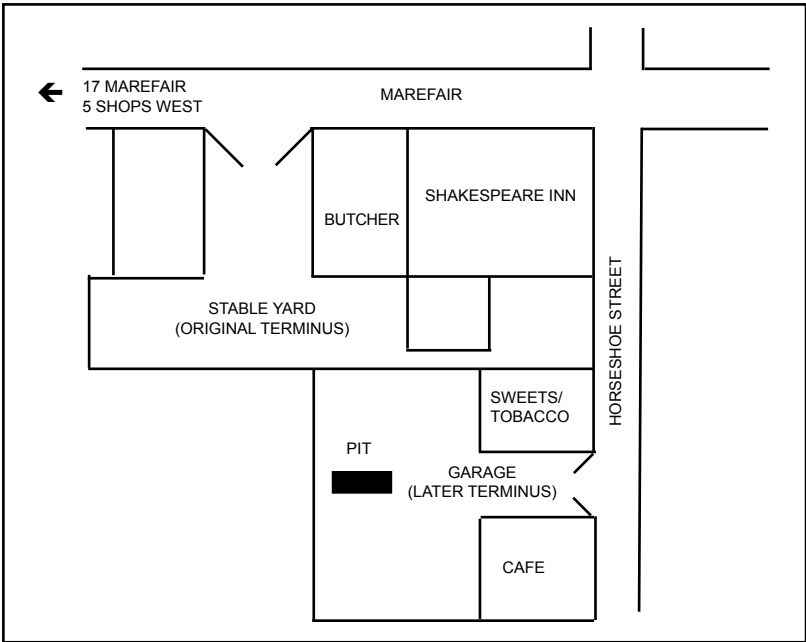 17 MAREFAIR
5 SHOPS WEST
MAREFAIR
SHAKESPEARE INN
BUTCHER
STABLE YARD
(ORIGINAL TERMINUS)
HORSESHOE STREET
SWEETS/
TOBACCO
PIT
GARAGE
(LATER TERMINUS)
CAFE